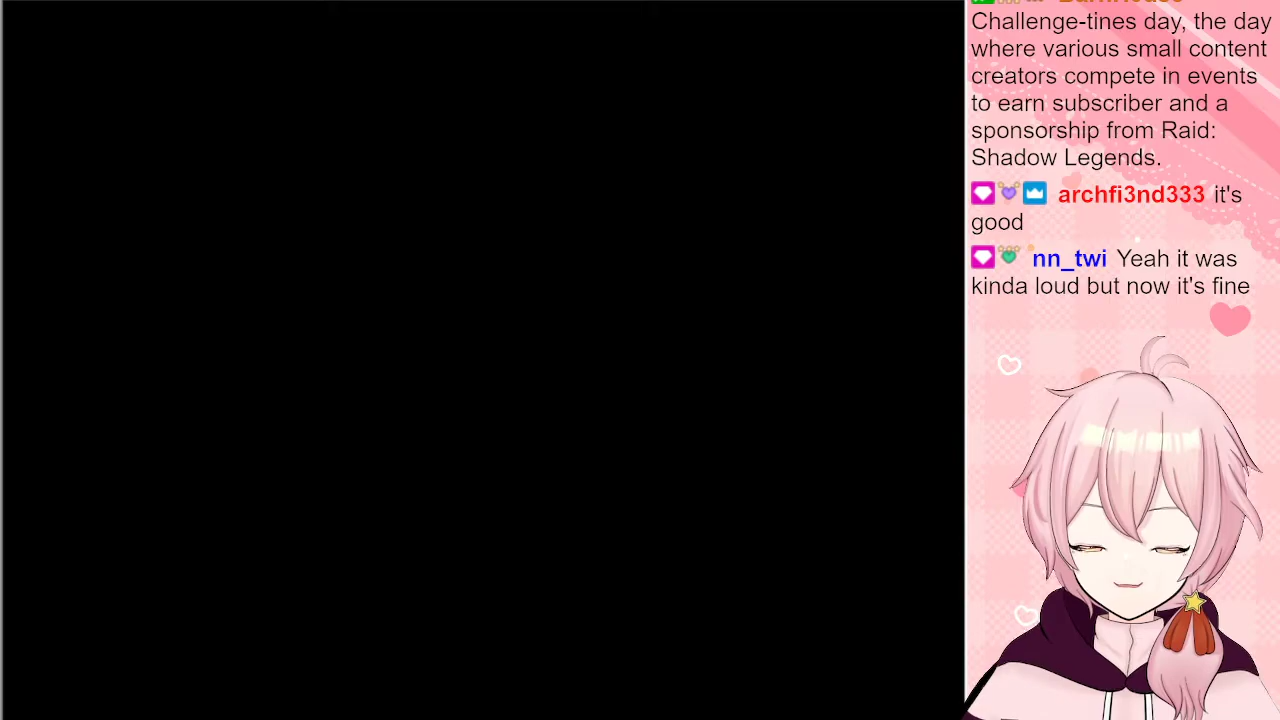 Challenge-tines day, the day
where various small content
creators compete in events
to earn subscriber and a
sponsorship from Raid:
Shadow Legends.
archfi3nd333 it's
good
nn_twi Yeah it was
kinda loud but now it's fine